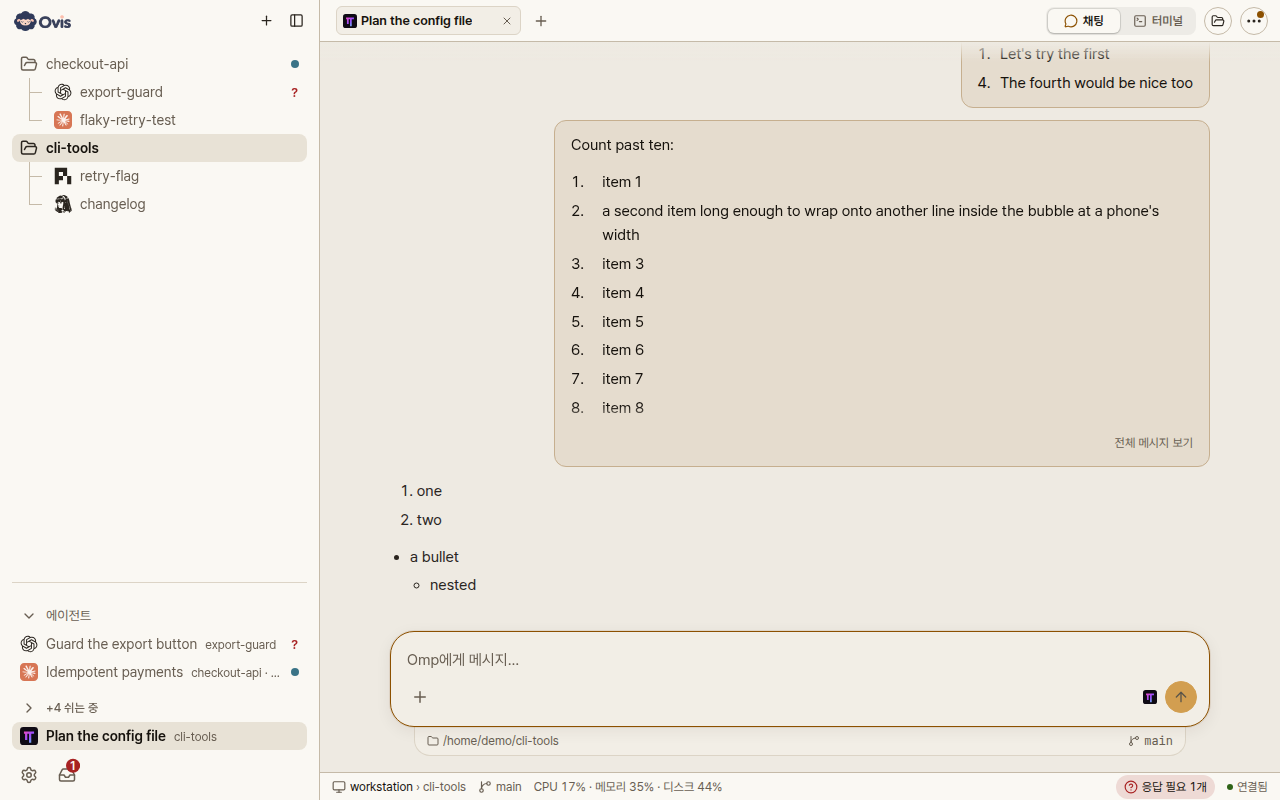 Ovis
checkout-api
export-guard
?
flaky-retry-test
cli-tools
retry-flag
changelog
에이전트
Guard the export button export-guard ?
Idempotent payments checkout-api · ...
+4 쉬는 중
Plan the config file cli-tools
1
Plan the config file
채팅
터미널
1. Let's try the first
4. The fourth would be nice too
Count past ten:
1. item 1
2. a second item long enough to wrap onto another line inside the bubble at a phone's
width
3. item 3
4. item 4
5. item 5
6. item 6
7. item 7
8. item 8
전체 메시지 보기
1. one
2. two
• a bullet
◦ nested
Omp에게 메시지...
/home/demo/cli-tools
main
workstation › cli-tools main CPU 17% · 메모리 35% · 디스크 44%
응답 필요 1개
연결됨